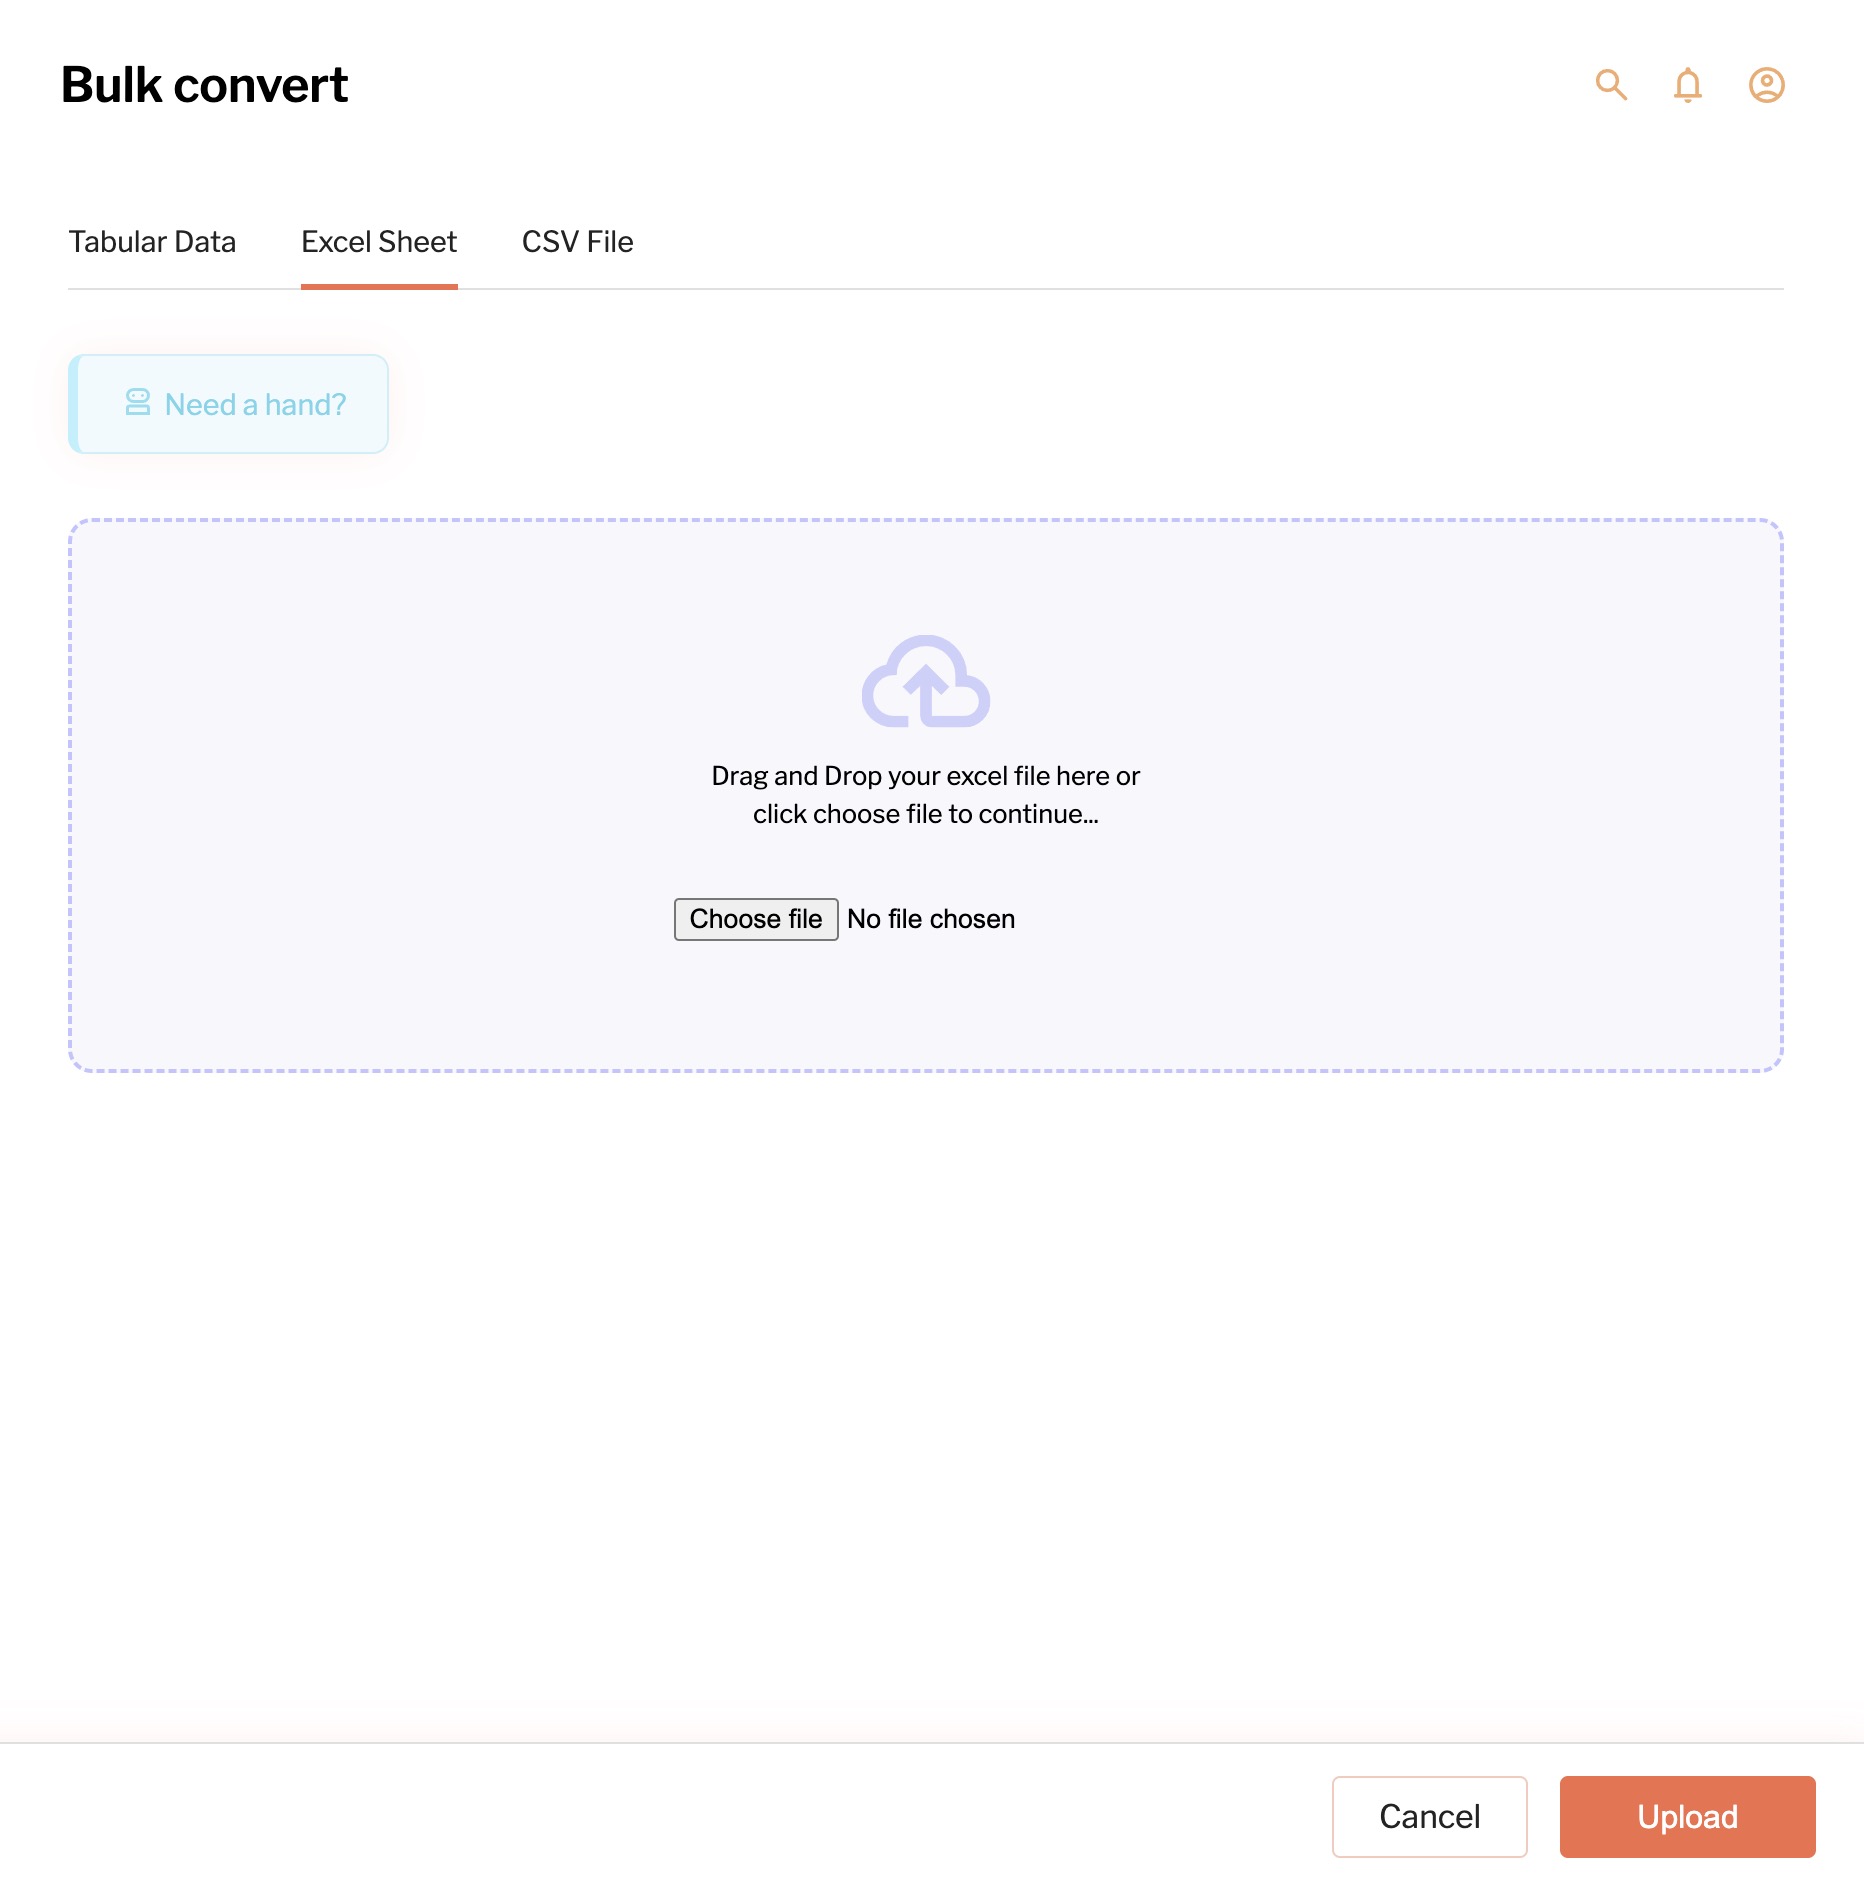 Bulk convert
Tabular Data
Excel Sheet
CSV File
Need a hand?
Drag and Drop your excel file here or
click choose file to continue...
Choose file
No file chosen
Cancel
Upload